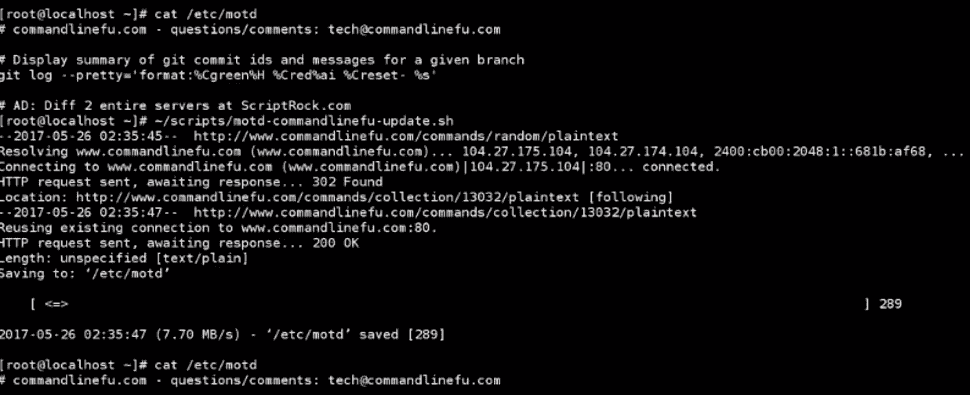 [root@localhost ~]# cat /etc/motd
# commandlinefu.com - questions/comments: tech@commandlinefu.com
# Display summary of git commit ids and messages for a given branch
git log --pretty='format:%Cgreen%H %Cred%ai %Creset- %s'
# AD: Diff 2 entire servers at ScriptRock.com
[root@localhost ~]# ~/scripts/motd-commandlinefu-update.sh
--2017-05-26 02:35:45--  http://www.commandlinefu.com/commands/random/plaintext
Resolving www.commandlinefu.com (www.commandlinefu.com)... 104.27.175.104, 104.27.174.104, 2400:cb00:2048:1::681b:af68, ...
Connecting to www.commandlinefu.com (www.commandlinefu.com)|104.27.175.104|:80... connected.
HTTP request sent, awaiting response... 302 Found
Location: http://www.commandlinefu.com/commands/collection/13032/plaintext [following]
--2017-05-26 02:35:47--  http://www.commandlinefu.com/commands/collection/13032/plaintext
Reusing existing connection to www.commandlinefu.com:80.
HTTP request sent, awaiting response... 200 OK
Length: unspecified [text/plain]
Saving to: ‘/etc/motd’
[ <=> ] 289
2017-05-26 02:35:47 (7.70 MB/s) - ‘/etc/motd’ saved [289]
[root@localhost ~]# cat /etc/motd
# commandlinefu.com - questions/comments: tech@commandlinefu.com